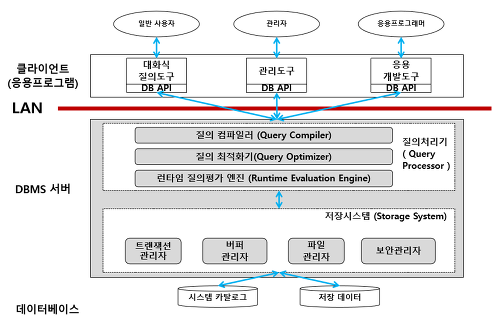 일반 사용자
관리자
응용프로그래머
클라이언트
(응용프로그램)
대화식
질의도구
DB API
관리도구
DB API
응용
개발도구
DB API
LAN
DBMS 서버
질의 컴파일러 (Query Compiler)
질의 최적화기(Query Optimizer)
런타임 질의평가 엔진 (Runtime Evaluation Engine)
질의처리기
( Query
Processor )
저장시스템 (Storage System)
트랜잭션
관리자
버퍼
관리자
파일
관리자
보안관리자
시스템 카탈로그
저장 데이터
데이터베이스